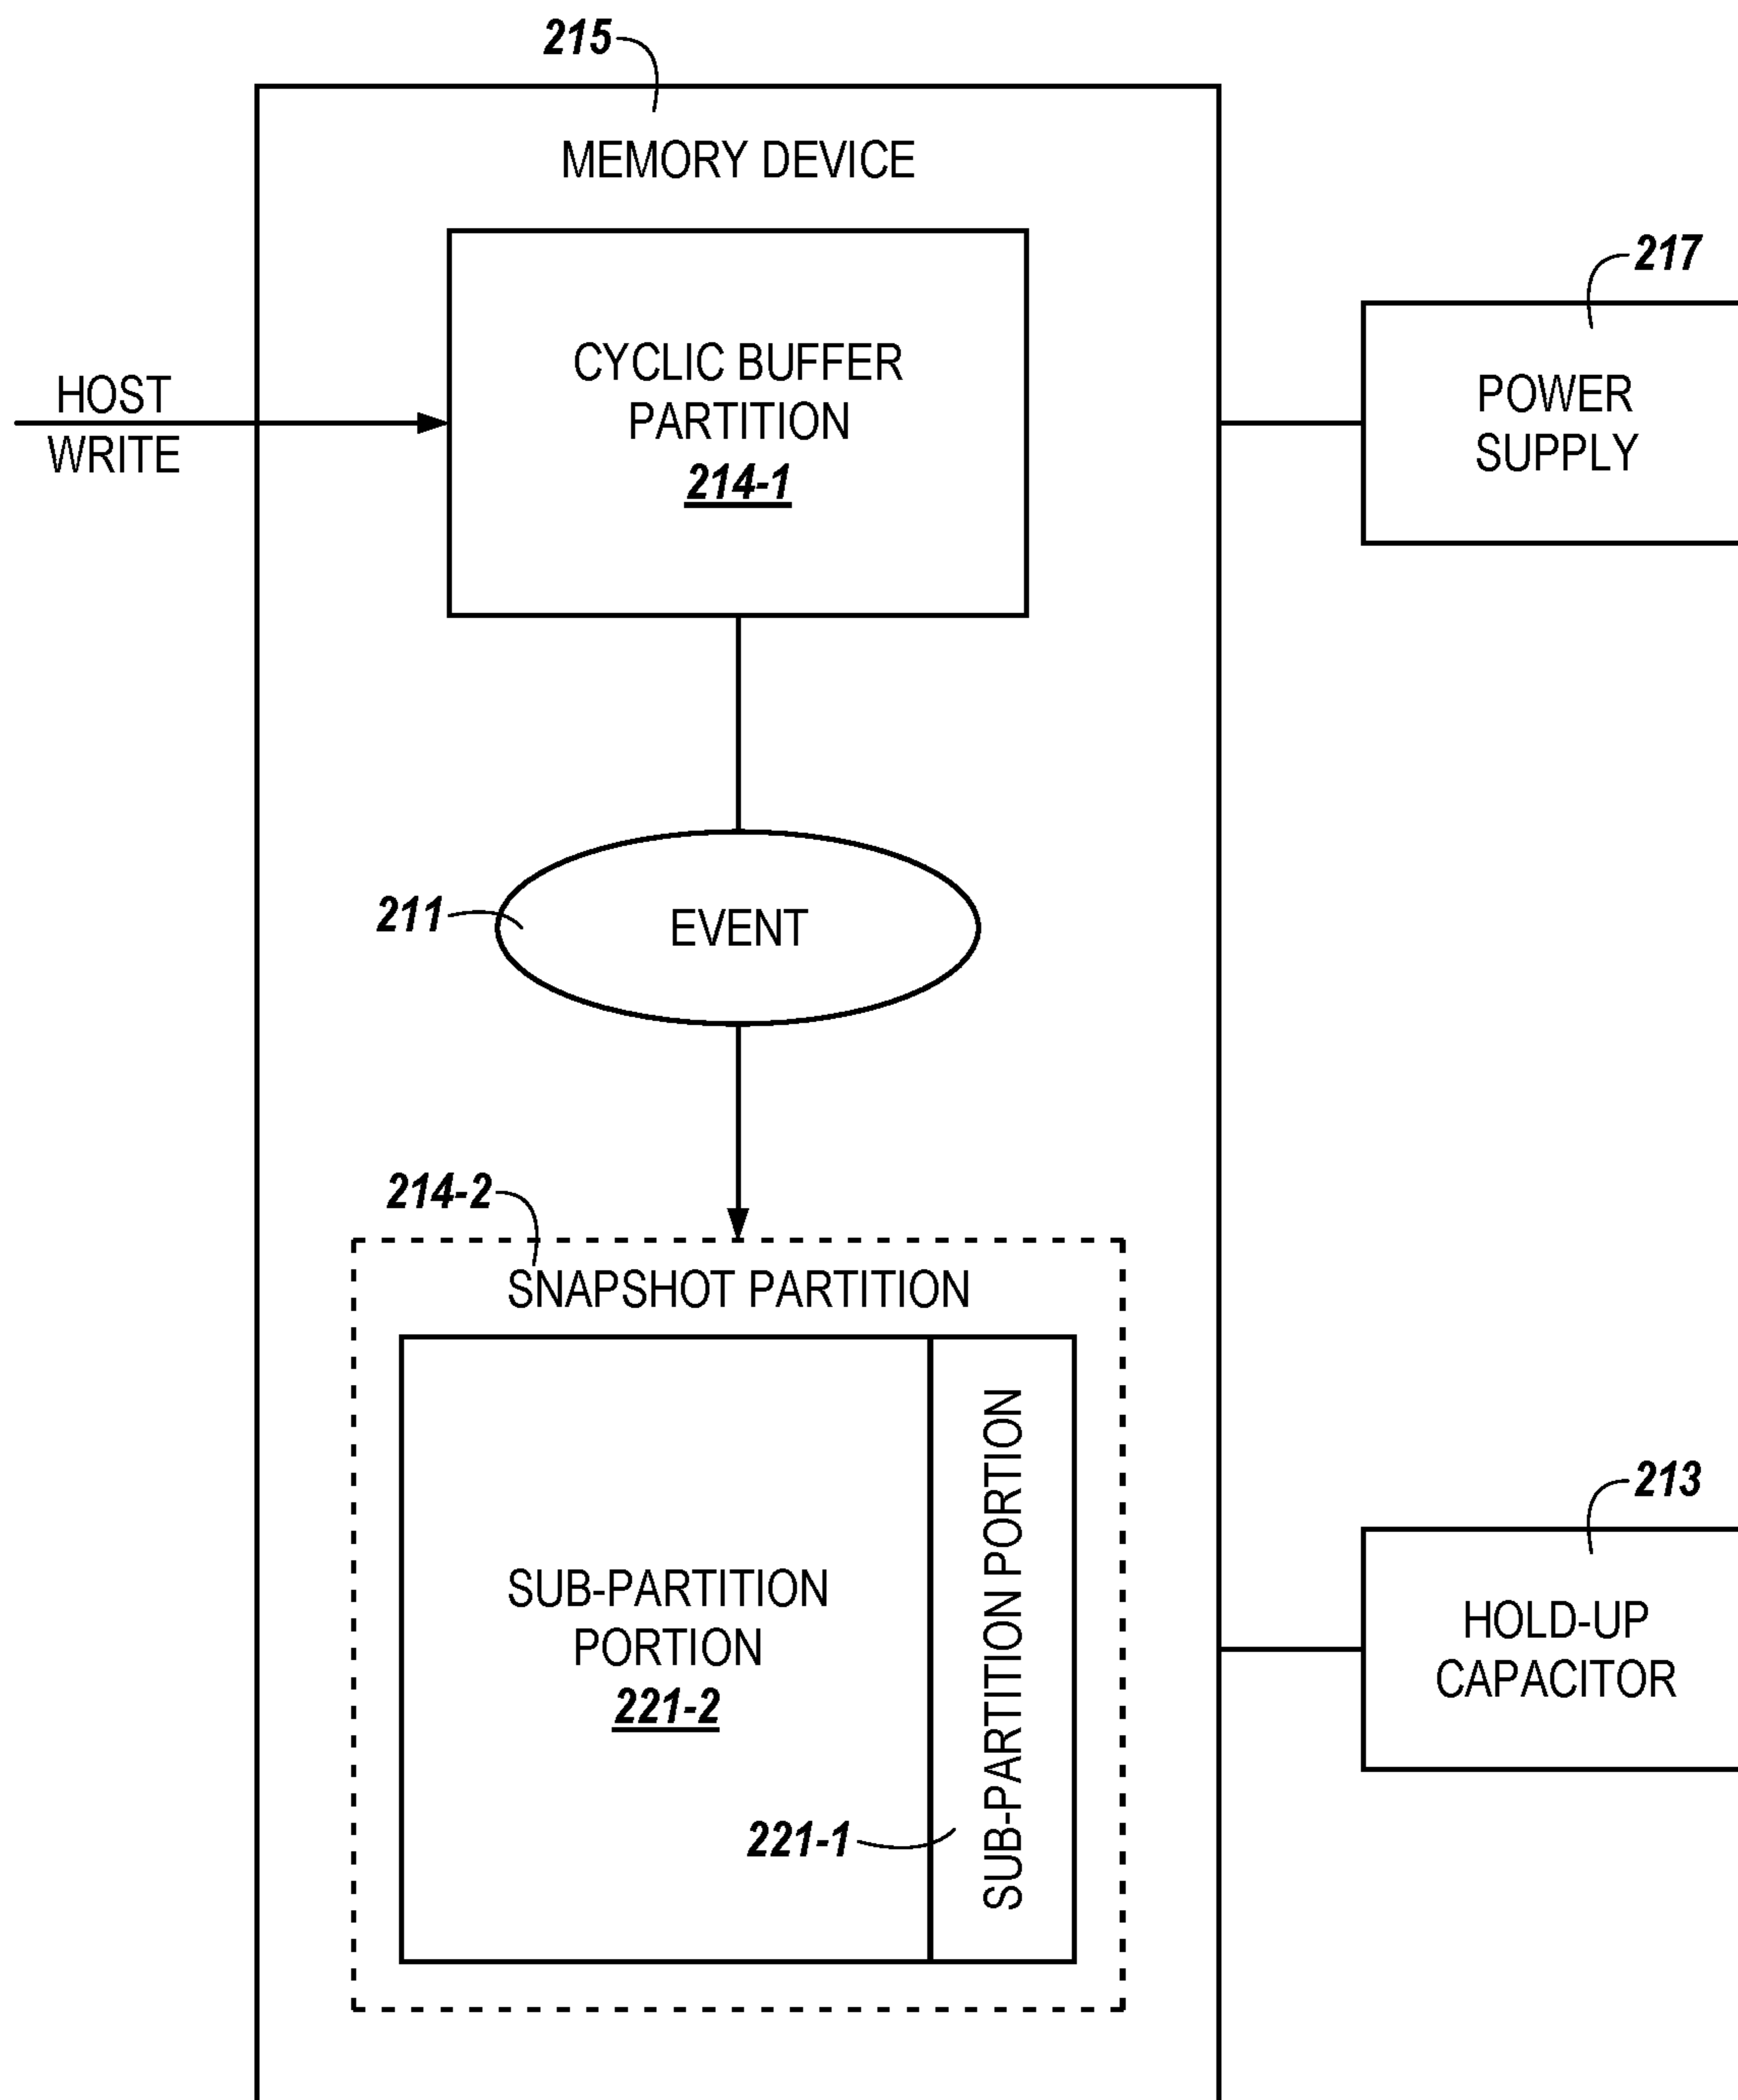 215
MEMORY DEVICE
217
CYCLIC BUFFER
PARTITION
214-1
HOST
WRITE
POWER
SUPPLY
211
EVENT
214-2
SNAPSHOT PARTITION
SUB-PARTITION
PORTION
221-2
221-1
SUB-PARTITION PORTION
213
HOLD-UP
CAPACITOR